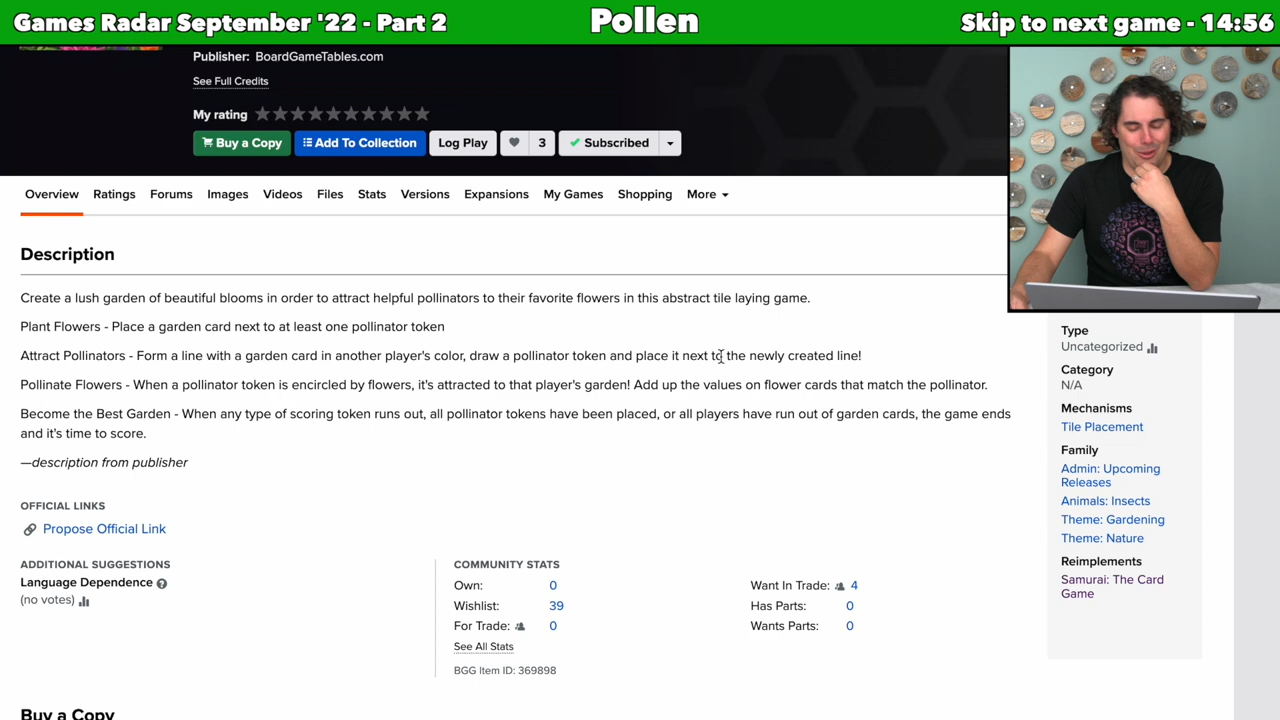 Games Radar September '22 - Part 2
Pollen
Skip to next game - 14:56
Publisher: BoardGameTables.com
See Full Credits
My rating
Buy a Copy
Add To Collection
Log Play
3
Subscribed
Overview
Ratings
Forums
Images
Videos
Files
Stats
Versions
Expansions
My Games
Shopping
More
Description
Create a lush garden of beautiful blooms in order to attract helpful pollinators to their favorite flowers in this abstract tile laying game.
Plant Flowers - Place a garden card next to at least one pollinator token
Attract Pollinators - Form a line with a garden card in another player's color, draw a pollinator token and place it next to the newly created line!
Pollinate Flowers - When a pollinator token is encircled by flowers, it's attracted to that player's garden! Add up the values on flower cards that match the pollinator.
Become the Best Garden - When any type of scoring token runs out, all pollinator tokens have been placed, or all players have run out of garden cards, the game ends
and it's time to score.
—description from publisher
OFFICIAL LINKS
Propose Official Link
ADDITIONAL SUGGESTIONS
Language Dependence
(no votes)
COMMUNITY STATS
Own: 0
Wishlist: 39
For Trade: 0
See All Stats
BGG Item ID: 369898
Want In Trade: 4
Has Parts: 0
Wants Parts: 0
Type
Uncategorized
Category
N/A
Mechanisms
Tile Placement
Family
Admin: Upcoming
Releases
Animals: Insects
Theme: Gardening
Theme: Nature
Reimplements
Samurai: The Card
Game
Buy a Copy